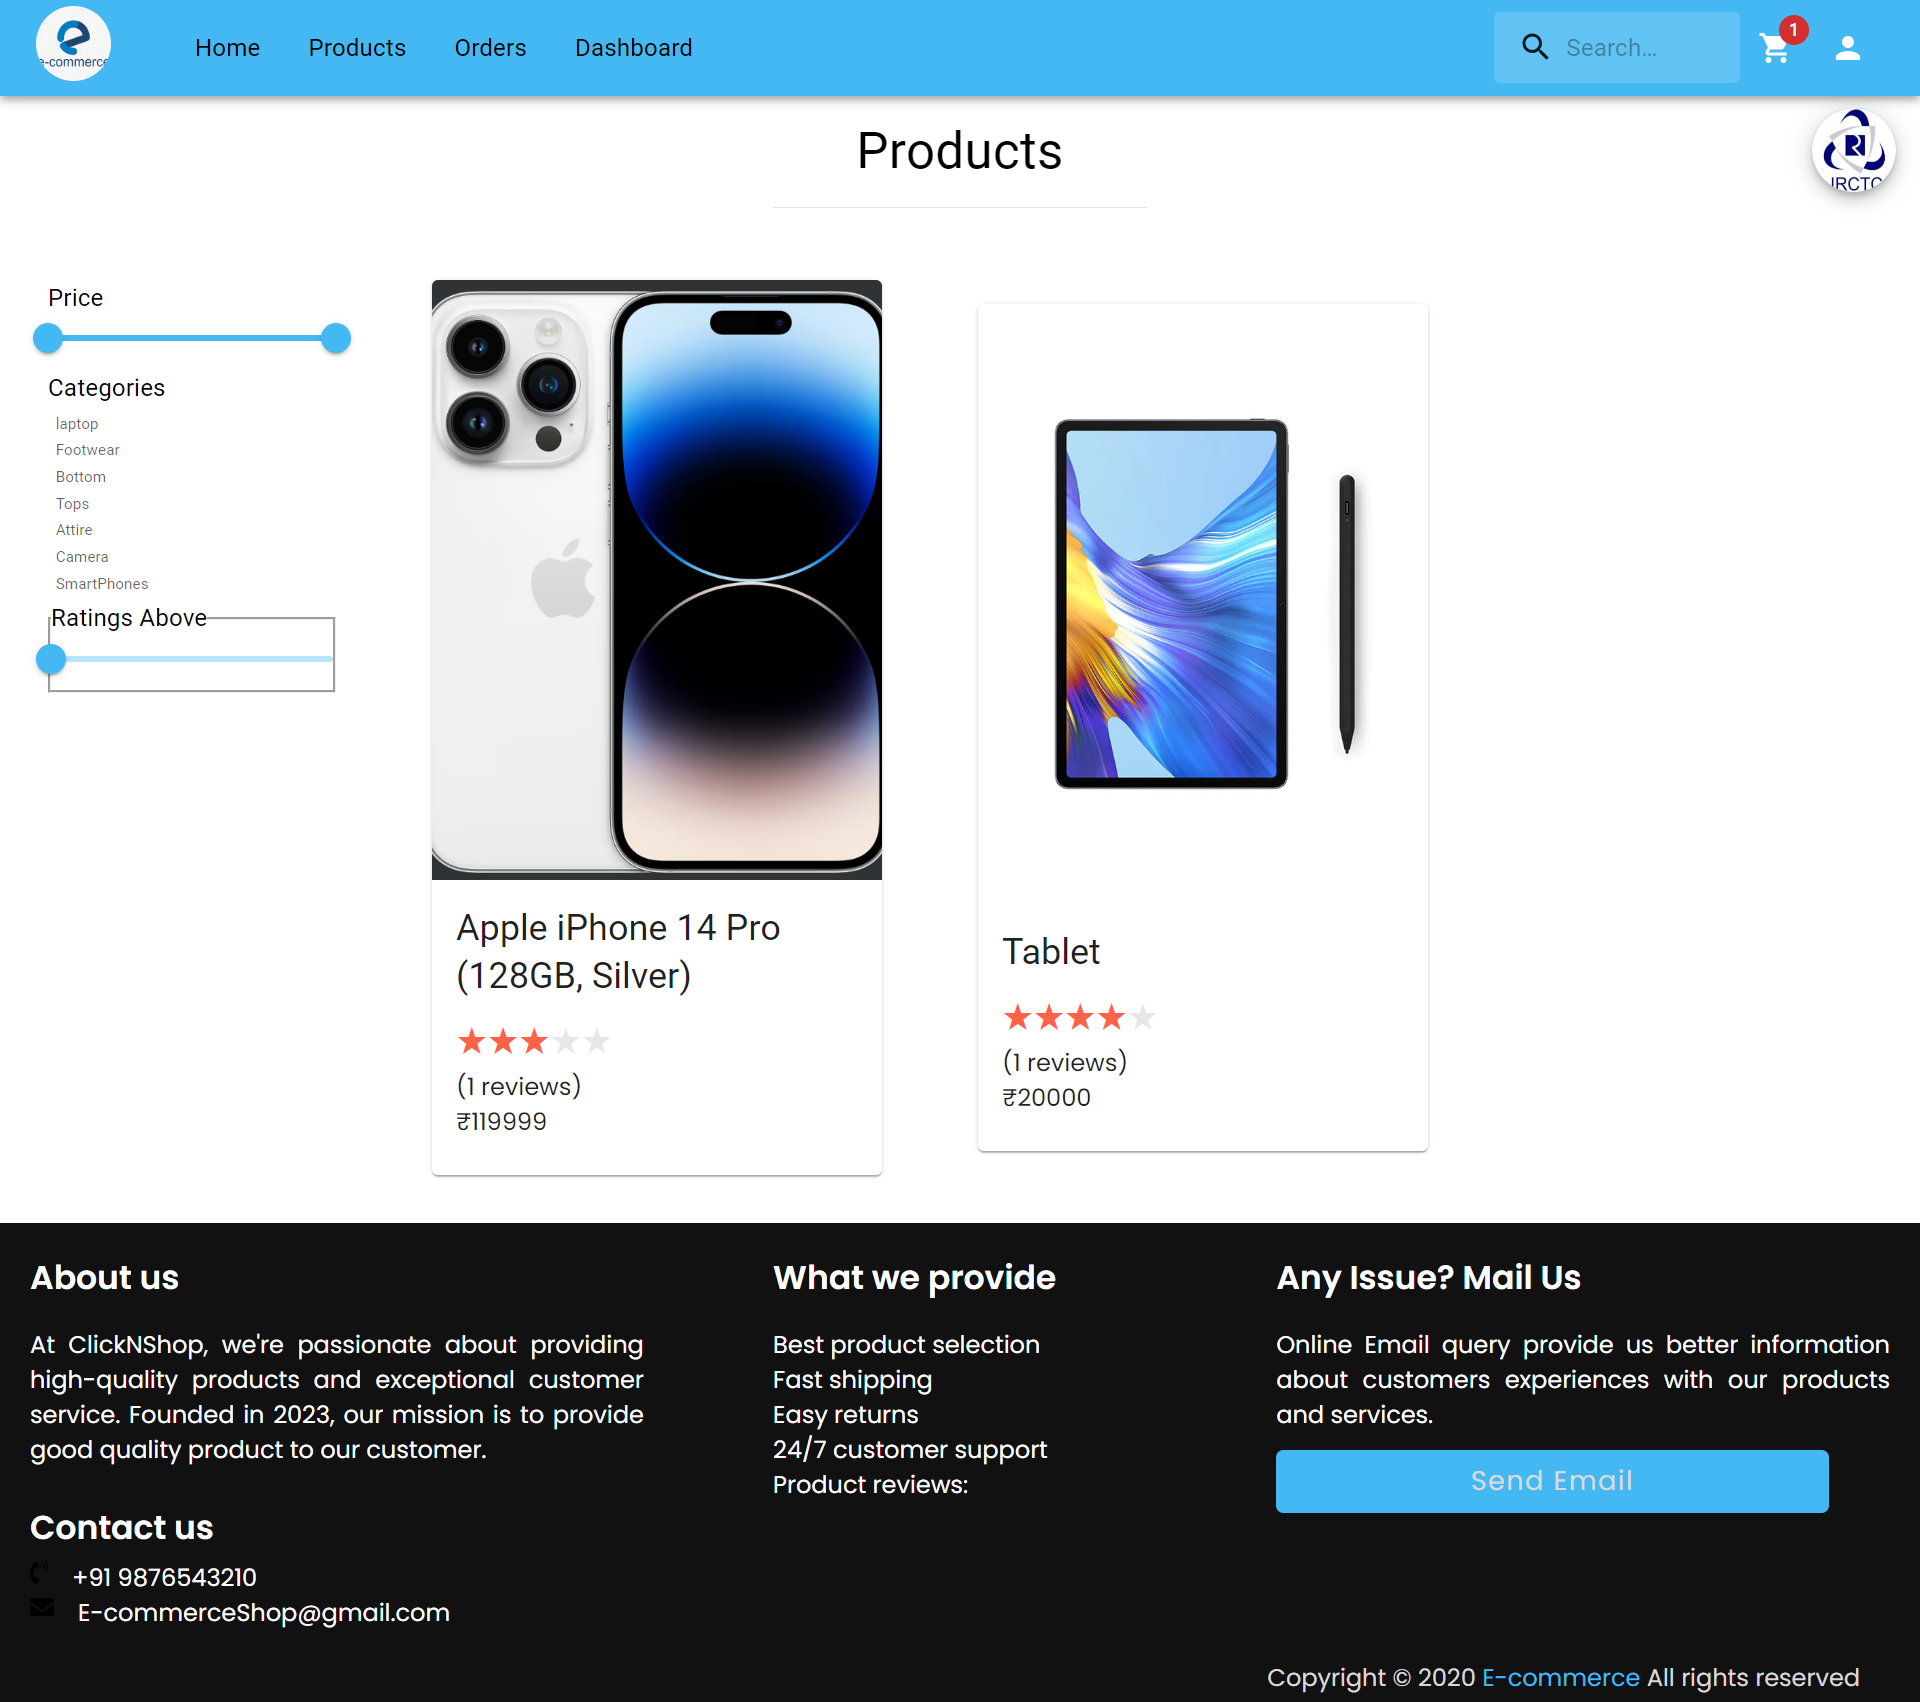 e-commerce
Home
Products
Orders
Dashboard
Search...
1
Products
IRCTC
Price
Categories
laptop
Footwear
Bottom
Tops
Attire
Camera
SmartPhones
Ratings Above
Apple iPhone 14 Pro
(128GB, Silver)
(1 reviews)
₹119999
Tablet
(1 reviews)
₹20000
About us
At ClickNShop, we're passionate about providing
high-quality products and exceptional customer
service. Founded in 2023, our mission is to provide
good quality product to our customer.
Contact us
+91 9876543210
E-commerceShop@gmail.com
What we provide
Best product selection
Fast shipping
Easy returns
24/7 customer support
Product reviews:
Any Issue? Mail Us
Online Email query provide us better information
about customers experiences with our products
and services.
Send Email
Copyright © 2020 E-commerce All rights reserved